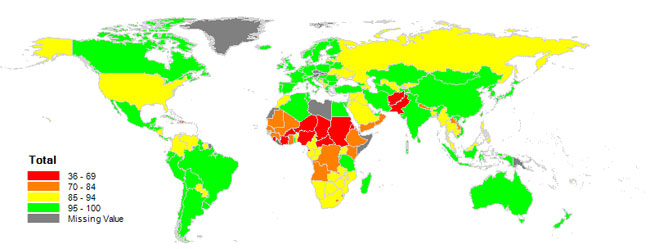 Total
36 - 69
70 - 84
85 - 94
95 - 100
Missing Value